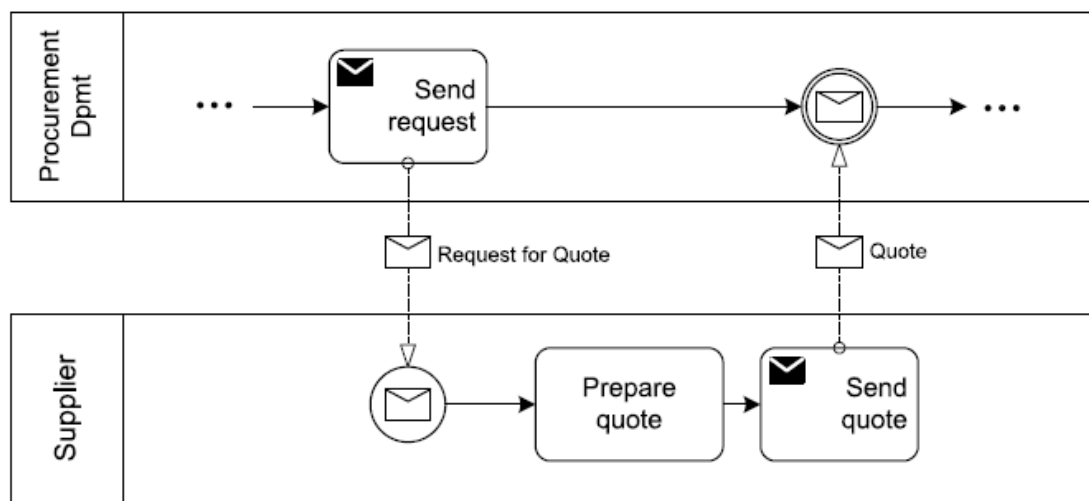 Procurement
Dpmt
...
Send
request
...
Request for Quote
Quote
Supplier
Prepare
quote
Send
quote